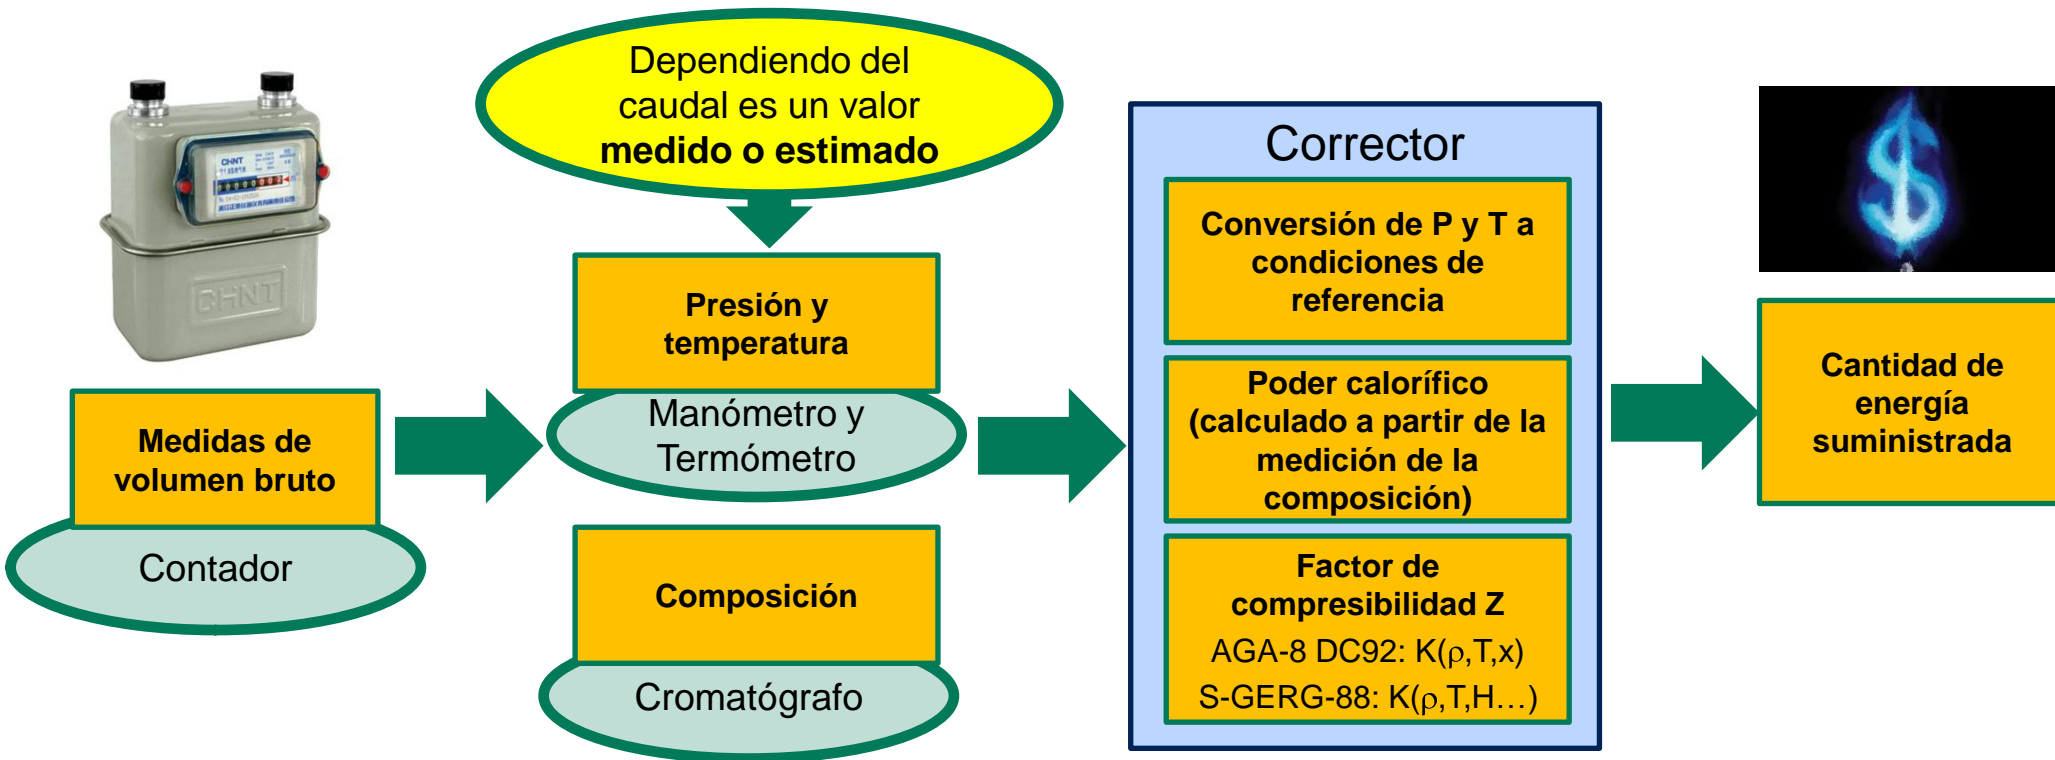 Dependiendo del
caudal es un valor
medido o estimado
CHNT
CHNT
Medidas de
volumen bruto
Contador
Presión y
temperatura
Manómetro y
Termómetro
Composición
Cromatógrafo
Corrector
Conversión de P y T a
condiciones de
referencia
Poder calorífico
(calculado a partir de la
medición de la
composición)
Factor de
compresibilidad Z
AGA-8 DC92: K(ρ,T,x)
S-GERG-88: K(ρ,T,H…)
$
Cantidad de
energía
suministrada